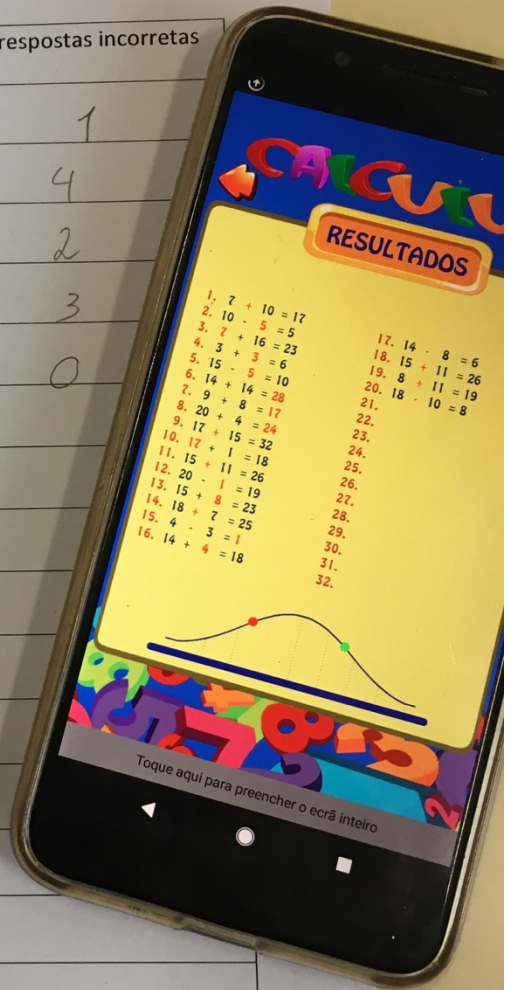 respostas incorretas
1
4
2
3
0
CALCULU
RESULTADOS
1. 7 + 10 = 17
2. 10 - 5 = 5
3. 7 + 16 = 23
4. 3 + 3 = 6
5. 15 - 5 = 10
6. 14 + 14 = 28
7. 9 + 8 = 17
8. 20 + 4 = 24
9. 17 + 15 = 32
10. 17 + 1 = 18
11. 15 + 11 = 26
12. 20 - 1 = 19
13. 15 + 8 = 23
14. 18 + 7 = 25
15. 4 - 3 = 1
16. 14 + 4 = 18
17. 14 - 8 = 6
18. 15 + 11 = 26
19. 8 + 11 = 19
20. 18 - 10 = 8
21.
22.
23.
24.
25.
26.
27.
28.
29.
30.
31.
32.
Toque aqui para preencher o ecrã inteiro